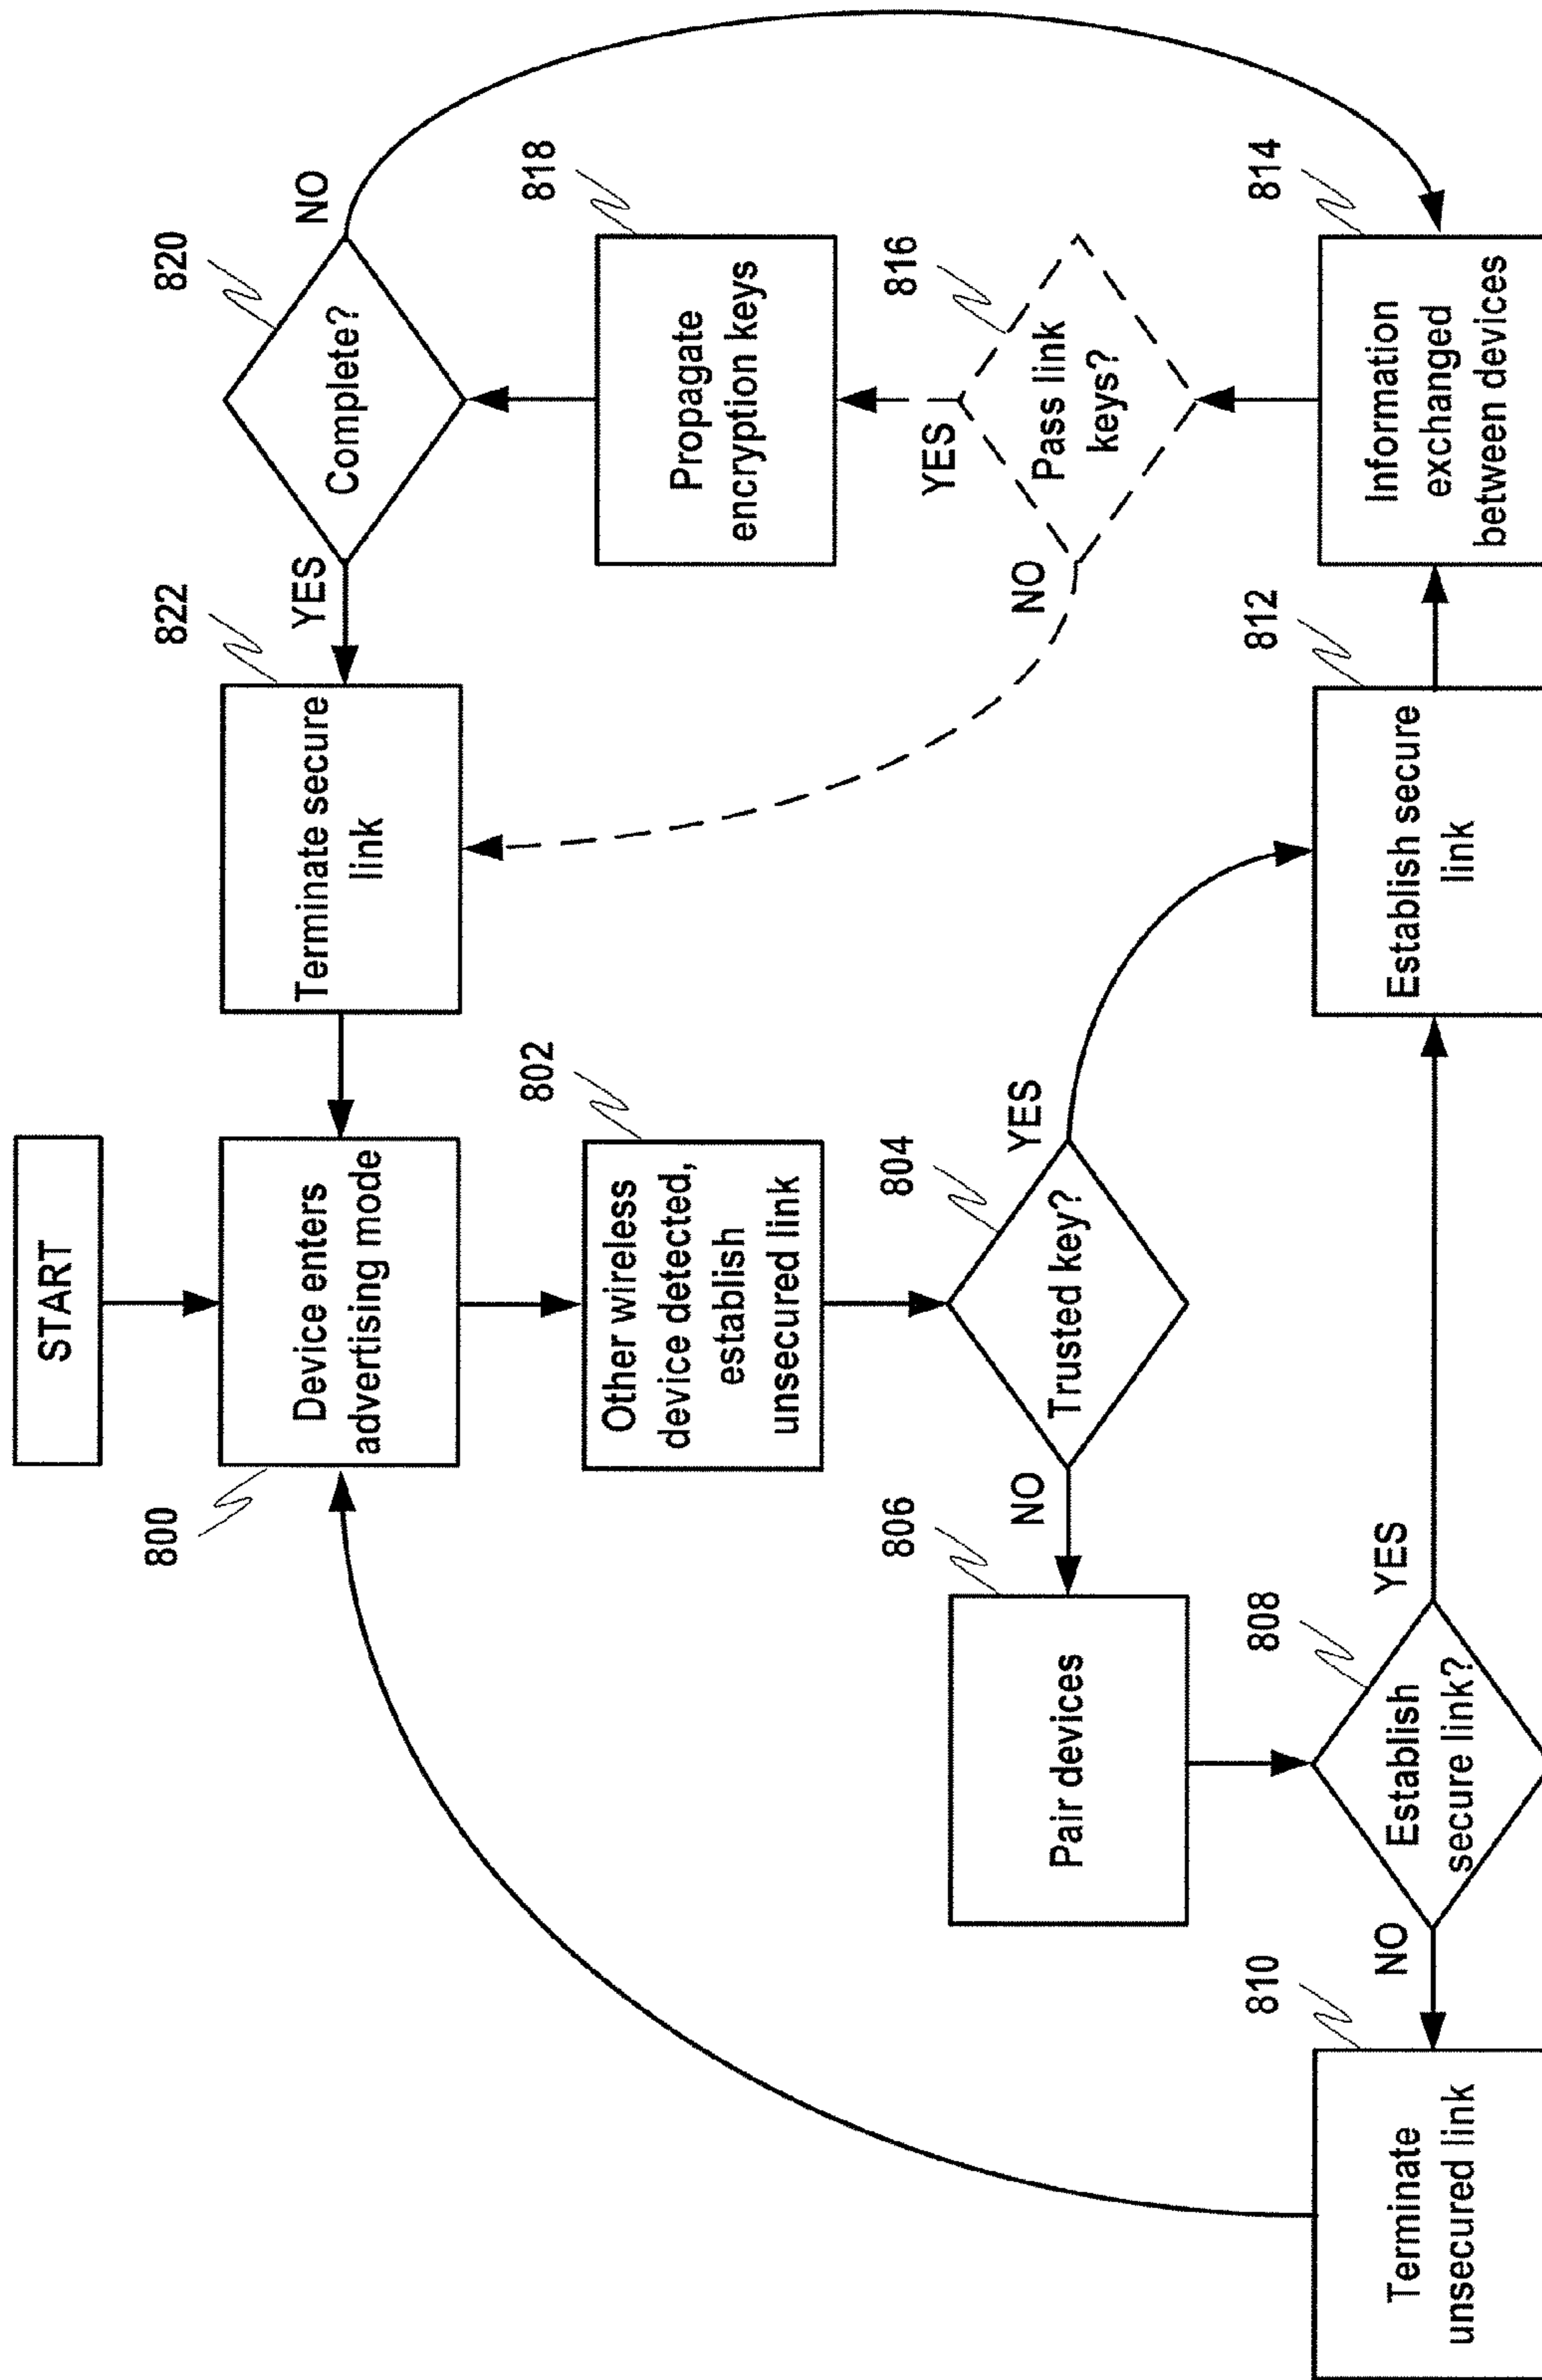 START
800
Device enters
advertising mode
802
Other wireless
device detected,
establish
unsecured link
804
Trusted key?
YES
NO
806
Pair devices
808
Establish
secure link?
YES
NO
810
Terminate
unsecured link
812
Establish secure
link
814
Information
exchanged
between devices
816
Pass link
keys?
YES
NO
818
Propagate
encryption keys
820
Complete?
NO
YES
822
Terminate secure
link